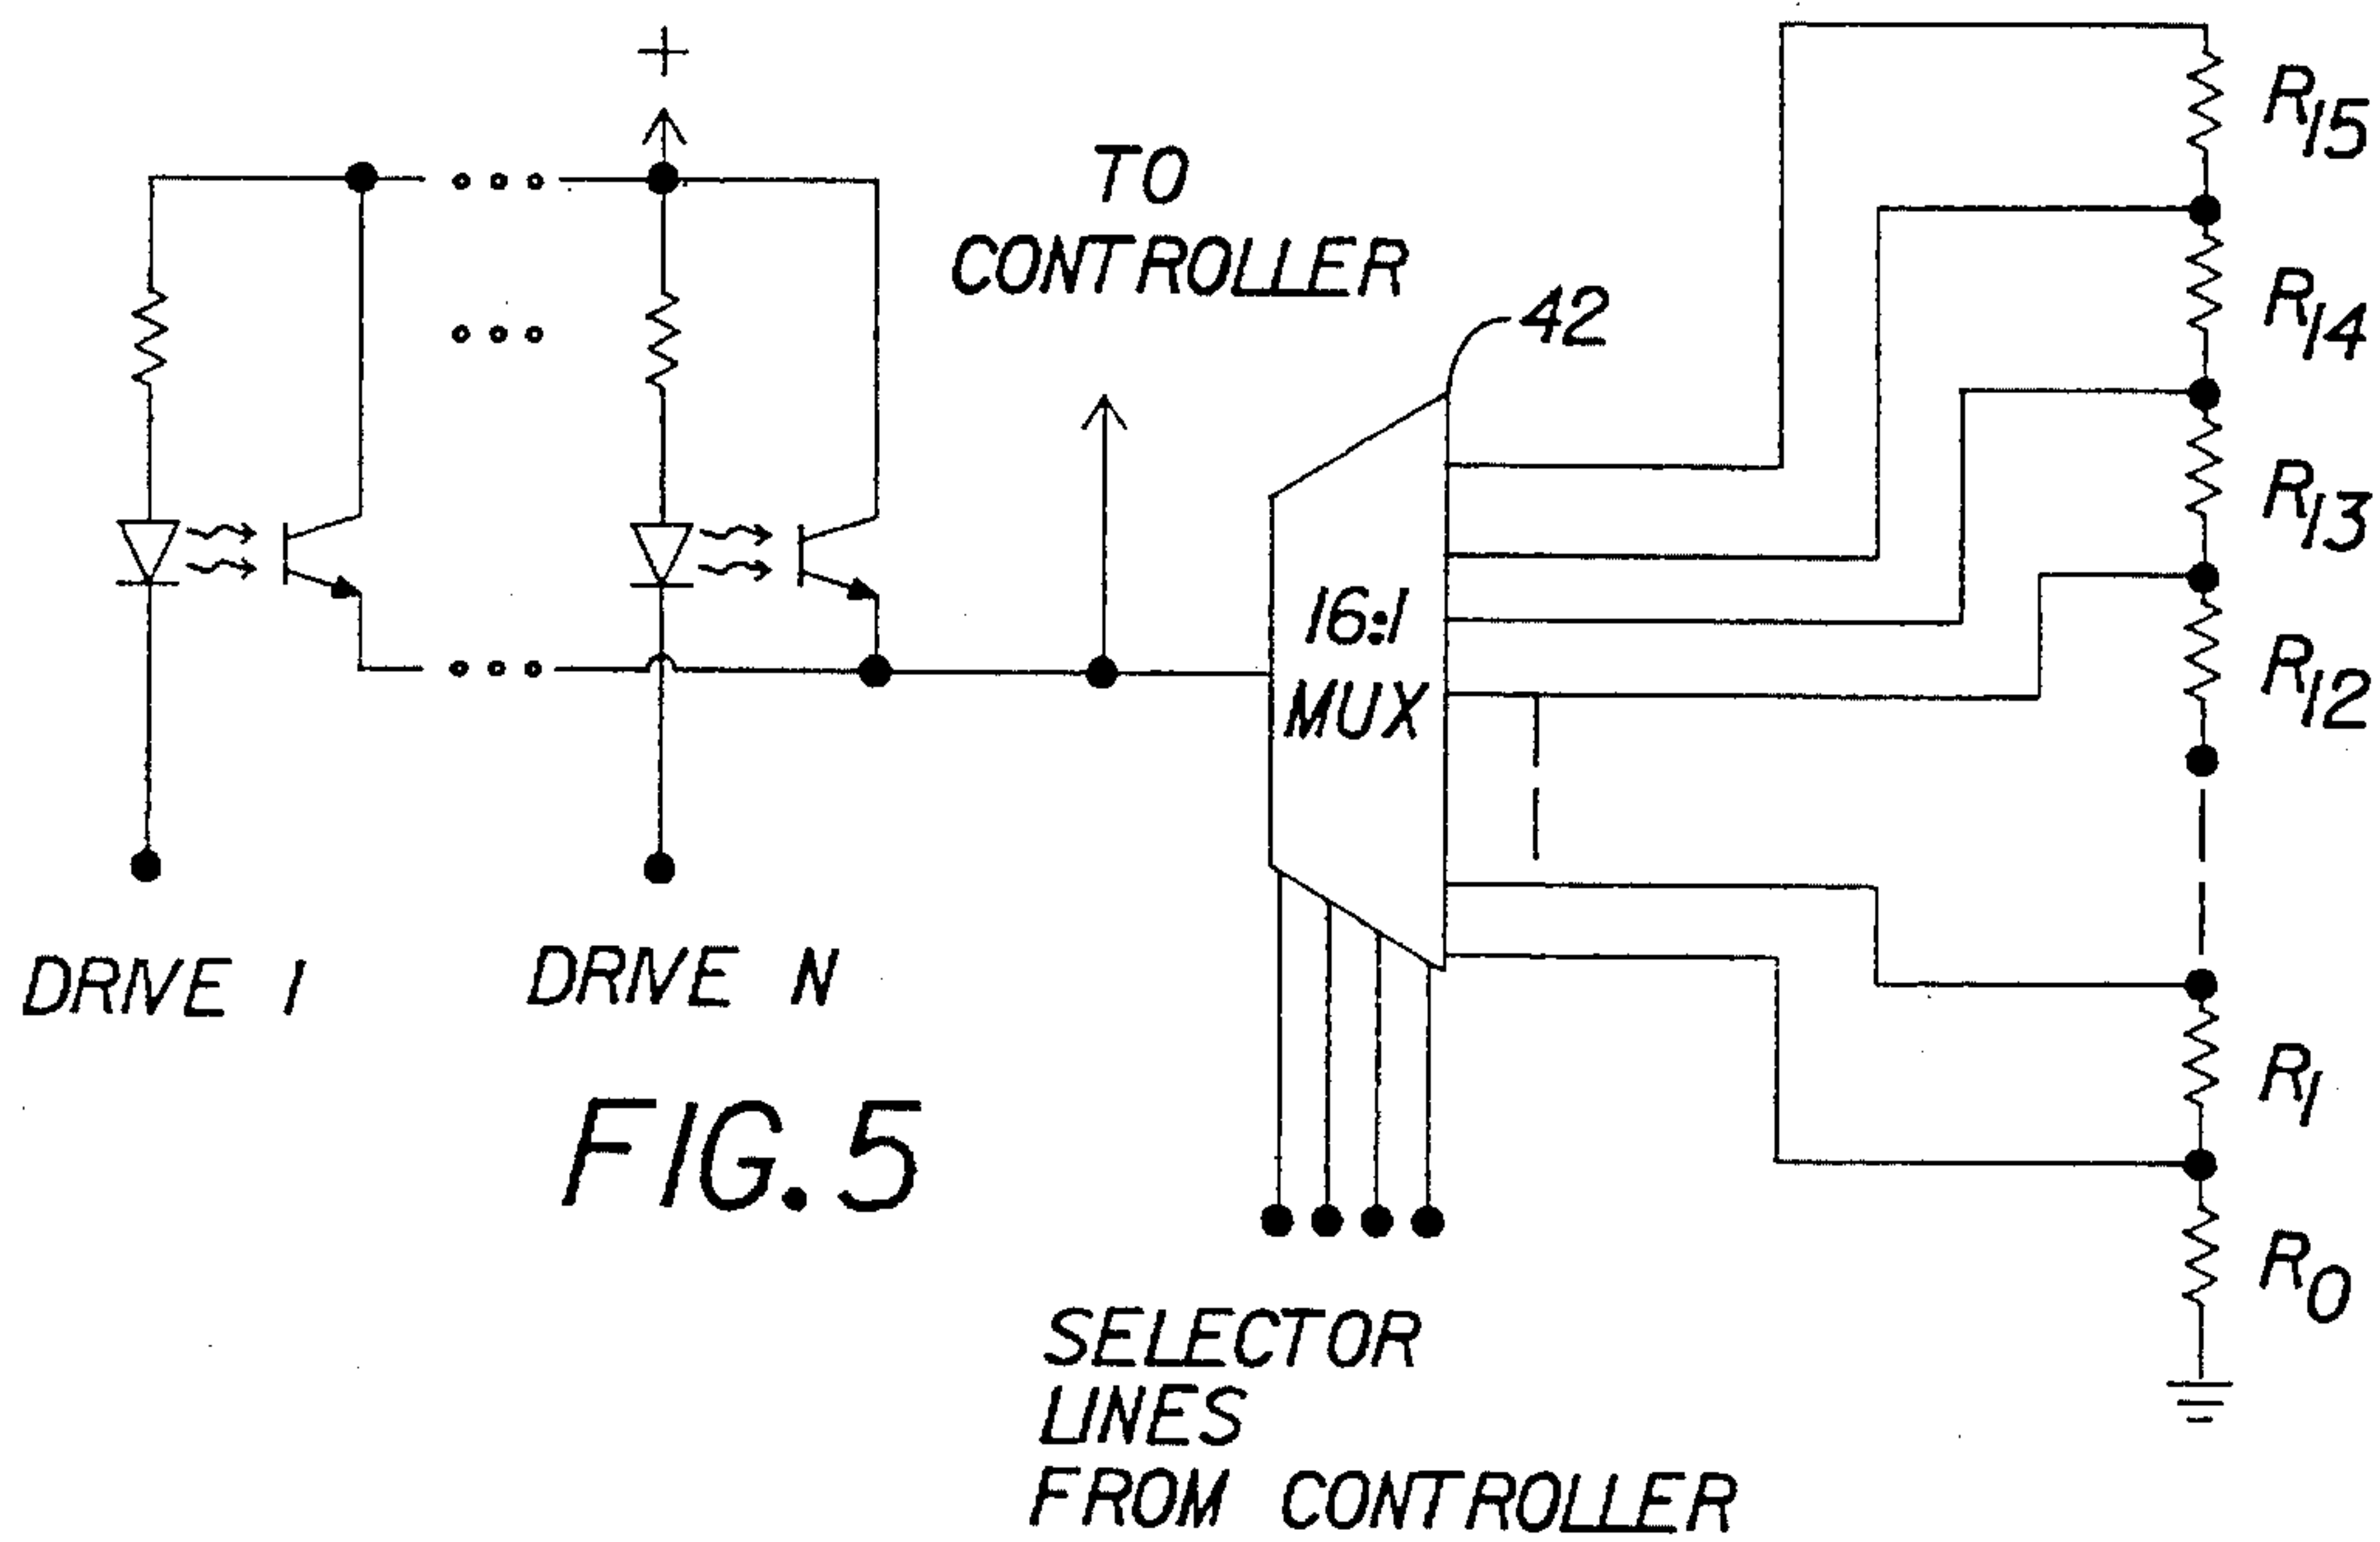 +
TO
CONTROLLER
42
16:1
MUX
R15
R14
R13
R12
R1
R0
DRIVE 1
DRIVE N
FIG. 5
SELECTOR
LINES
FROM CONTROLLER